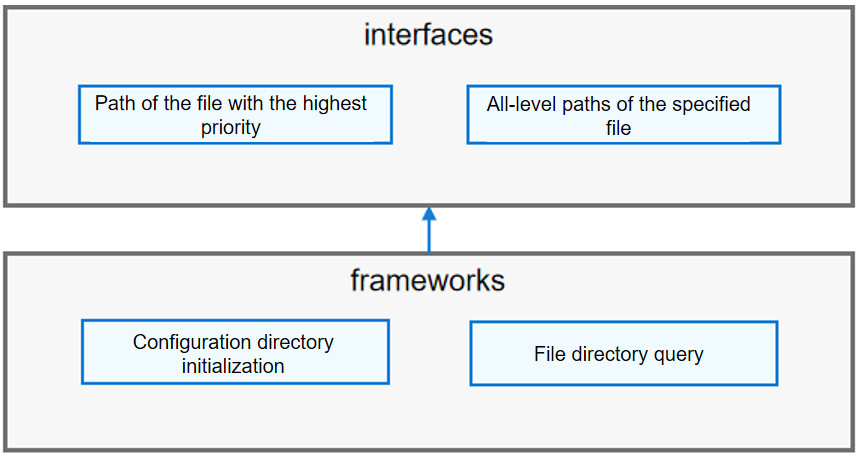 interfaces
Path of the file with the highest
priority
All-level paths of the specified
file
frameworks
Configuration directory
initialization
File directory query